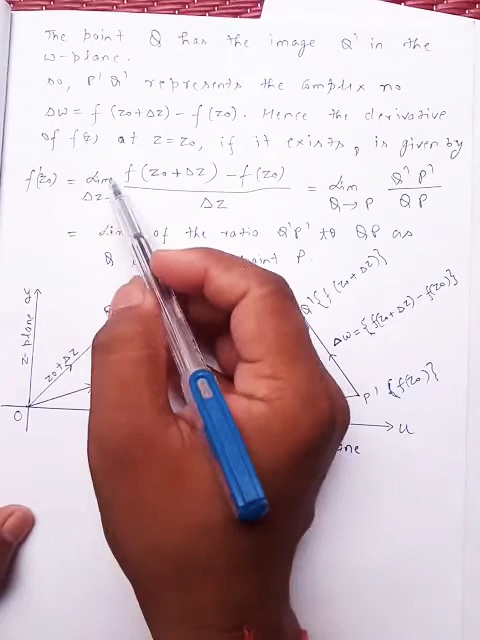 The point Q has the image Q' in the
w-plane.
So, P'Q' represents the complex no
Δw = f(z₀+Δz) - f(z₀). Hence the derivative
of f(z) at z=z₀, if it exists, is given by
f'(z₀) = Lim Δz→ f(z₀+Δz) - f(z₀) / Δz = Lim Q→P Q'P' / QP
= of the ratio Q'P' to QP as
Q point P.
y
z-plane
z₀+Δz
O
Q'{f(z₀+Δz)}
Δw={f(z₀+Δz)-f(z₀)}
P' {f(z₀)}
u